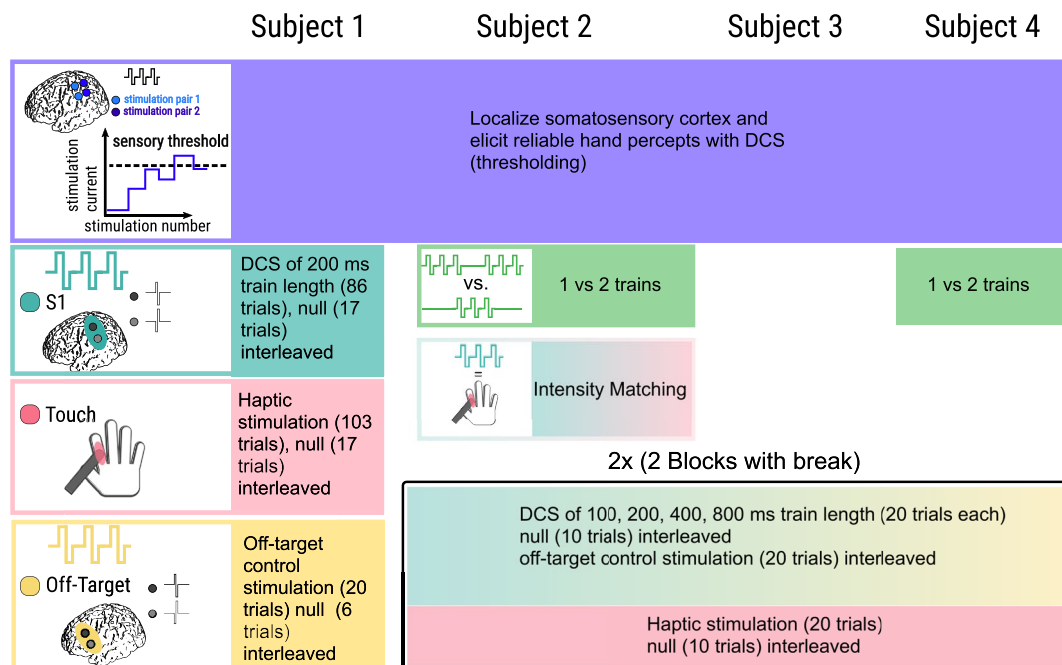 Subject 1
Subject 2
Subject 3
Subject 4
stimulation pair 1
stimulation pair 2
sensory threshold
stimulation
current
stimulation number
Localize somatosensory cortex and
elicit reliable hand percepts with DCS
(thresholding)
S1
DCS of 200 ms
train length (86
trials), null (17
trials)
interleaved
vs.
1 vs 2 trains
1 vs 2 trains
=
Intensity Matching
Touch
Haptic
stimulation (103
trials), null (17
trials)
interleaved
2x (2 Blocks with break)
Off-Target
Off-target
control
stimulation (20
trials) null (6
trials)
interleaved
DCS of 100, 200, 400, 800 ms train length (20 trials each)
null (10 trials) interleaved
off-target control stimulation (20 trials) interleaved
Haptic stimulation (20 trials)
null (10 trials) interleaved